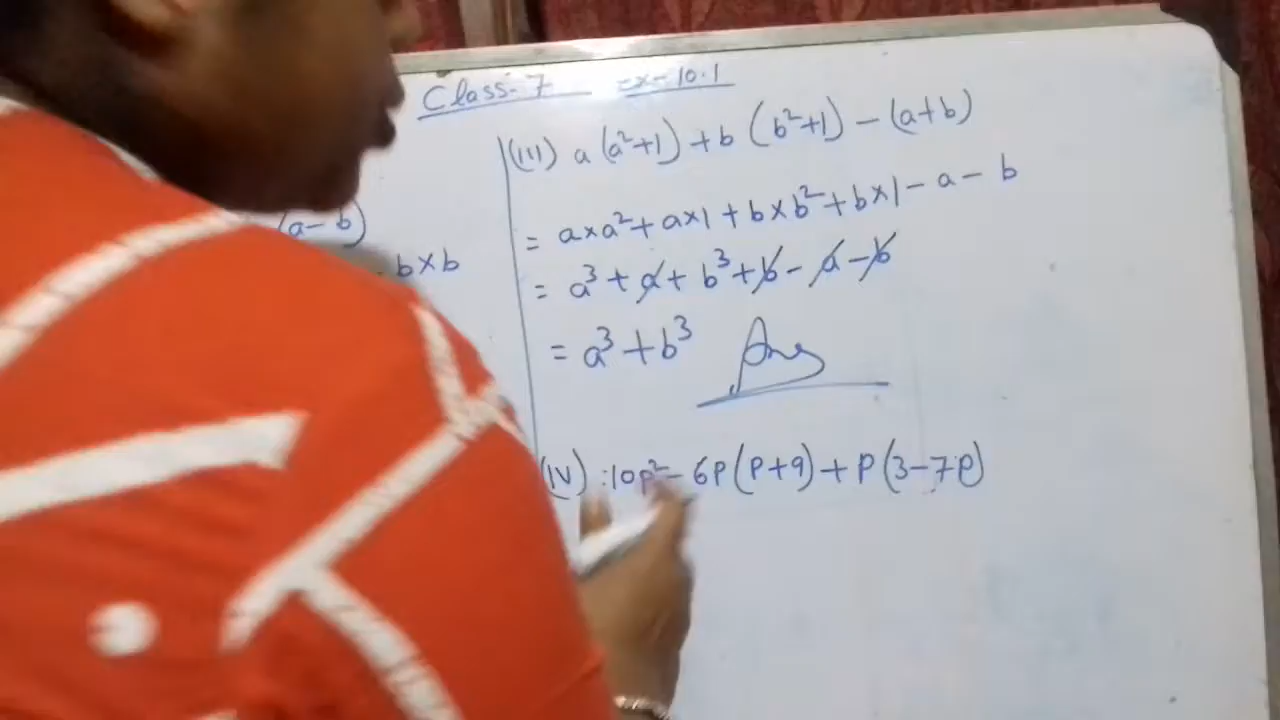 Class-7 Ex-10.1
(a-b)
b×b
(III) a(a²+1)+b(b²+1)-(a+b)
= a×a²+a×1+b×b²+b×1-a-b
= a³+a+b³+b-a-b
= a³+b³ Ans
(IV) :10p²-6p(p+9)+p(3-7p)